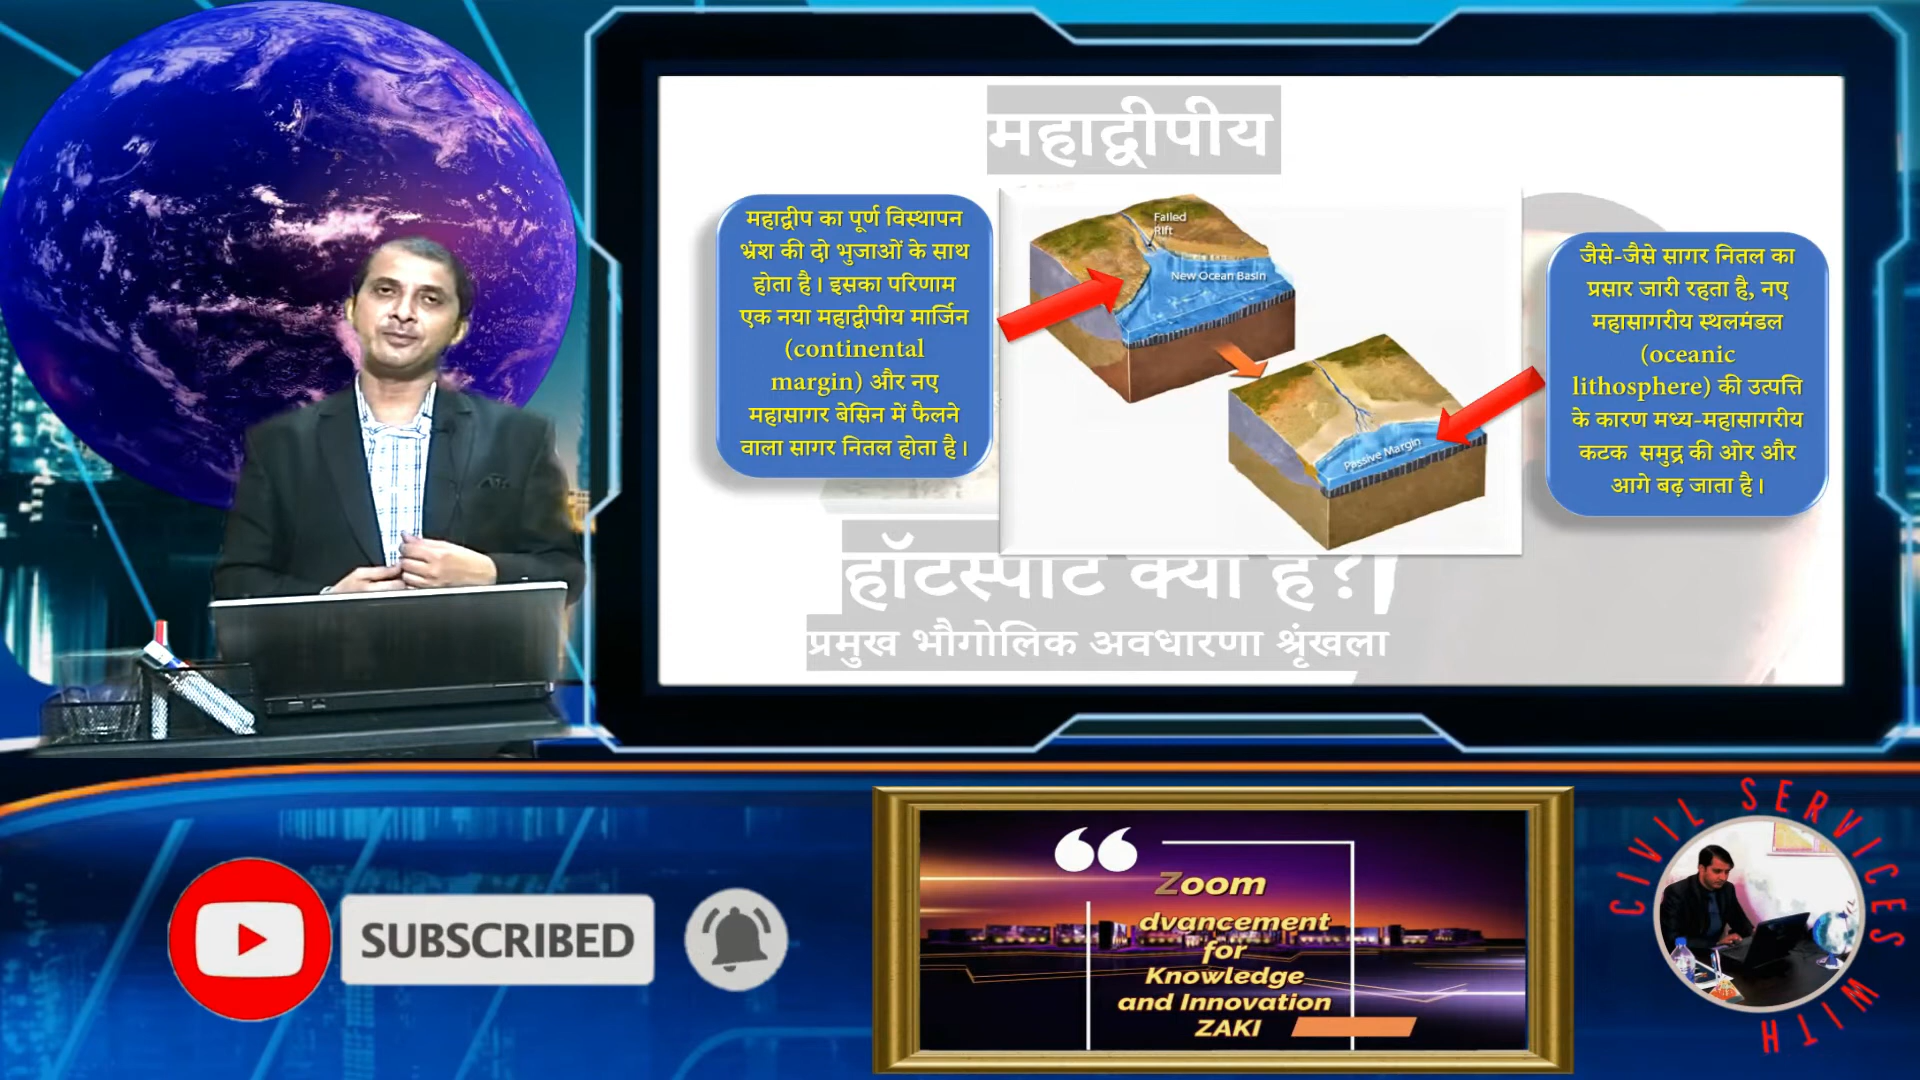 महाद्वीपीय
महाद्वीप का पूर्ण विस्थापन
भ्रंश की दो भुजाओं के साथ
होता है। इसका परिणाम
एक नया महाद्वीपीय मार्जिन
(continental
margin) और नए
महासागर बेसिन में फैलने
वाला सागर नितल होता है।
Failed
Rift
New Ocean Basin
Passive Margin
जैसे-जैसे सागर नितल का
प्रसार जारी रहता है, नए
महासागरीय स्थलमंडल
(oceanic
lithosphere) की उत्पत्ति
के कारण मध्य-महासागरीय
कटक समुद्र की ओर और
आगे बढ़ जाता है।
हॉटस्पॉट क्या है?
प्रमुख भौगोलिक अवधारणा श्रृंखला
SUBSCRIBED
Zoom
dvancement
for
Knowledge
and Innovation
ZAKI
CIVIL SERVICES WITH